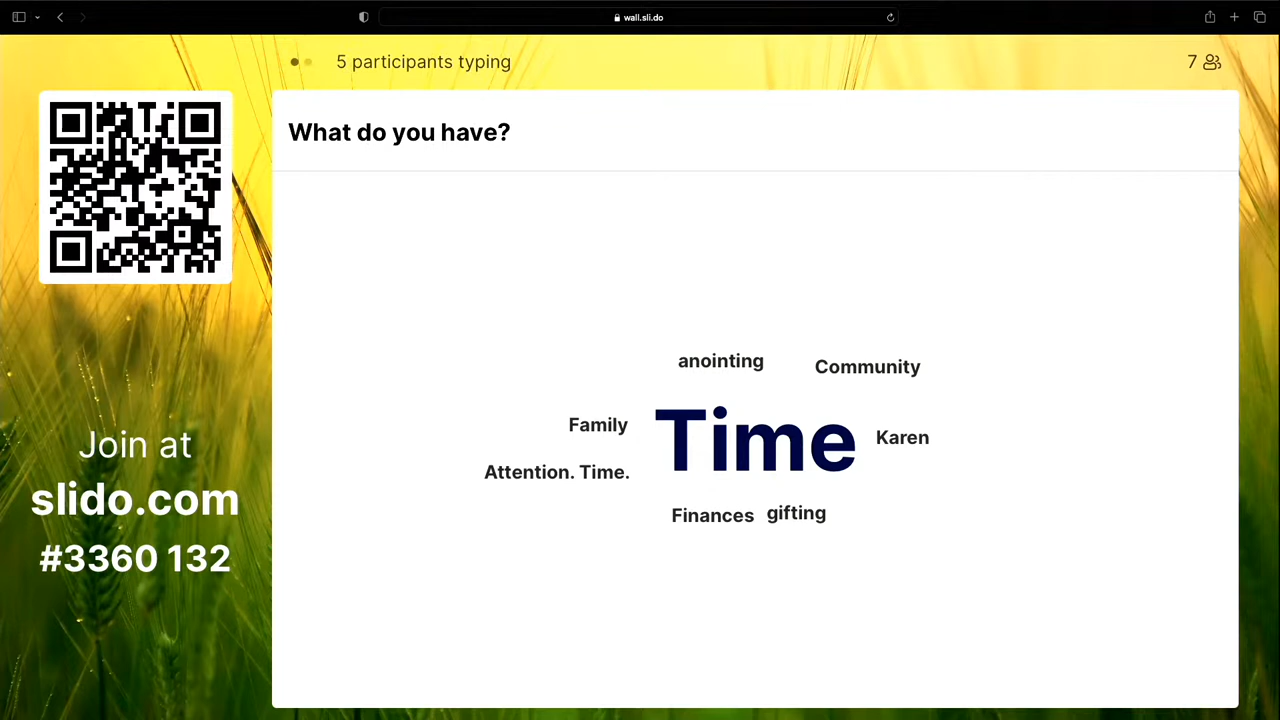 wall.sli.do
5 participants typing
7
What do you have?
anointing
Community
Family
Time
Karen
Attention. Time.
Finances
gifting
Join at
slido.com
#3360 132